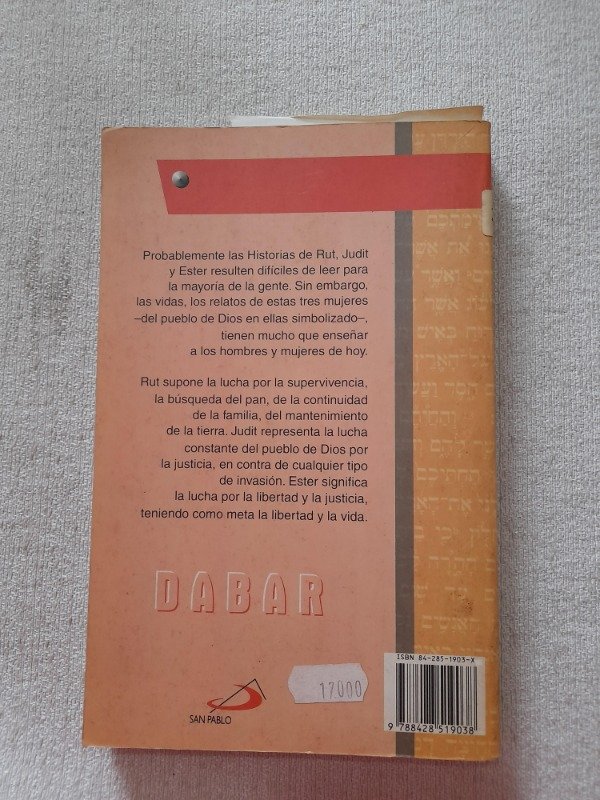 Probablemente las Historias de Rut, Judit
y Ester resulten difíciles de leer para
la mayoría de la gente. Sin embargo,
las vidas, los relatos de estas tres mujeres
–del pueblo de Dios en ellas simbolizado–,
tienen mucho que enseñar
a los hombres y mujeres de hoy.
Rut supone la lucha por la supervivencia,
la búsqueda del pan, de la continuidad
de la familia, del mantenimiento
de la tierra. Judit representa la lucha
constante del pueblo de Dios por
la justicia, en contra de cualquier tipo
de invasión. Ester significa
la lucha por la libertad y la justicia,
teniendo como meta la libertad y la vida.
DABAR
SAN PABLO
17000
ISBN 84-285-1903-X
9 788428 519038